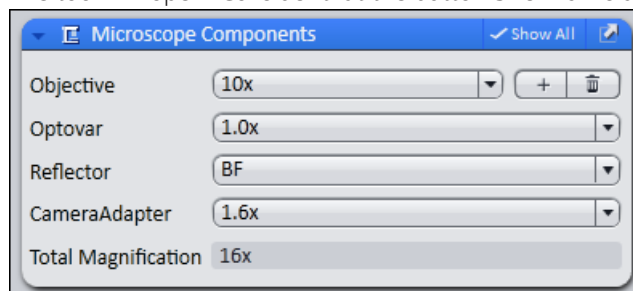 Microscope Components Show All
Objective 10x +
Optovar 1.0x
Reflector BF
CameraAdapter 1.6x
Total Magnification 16x